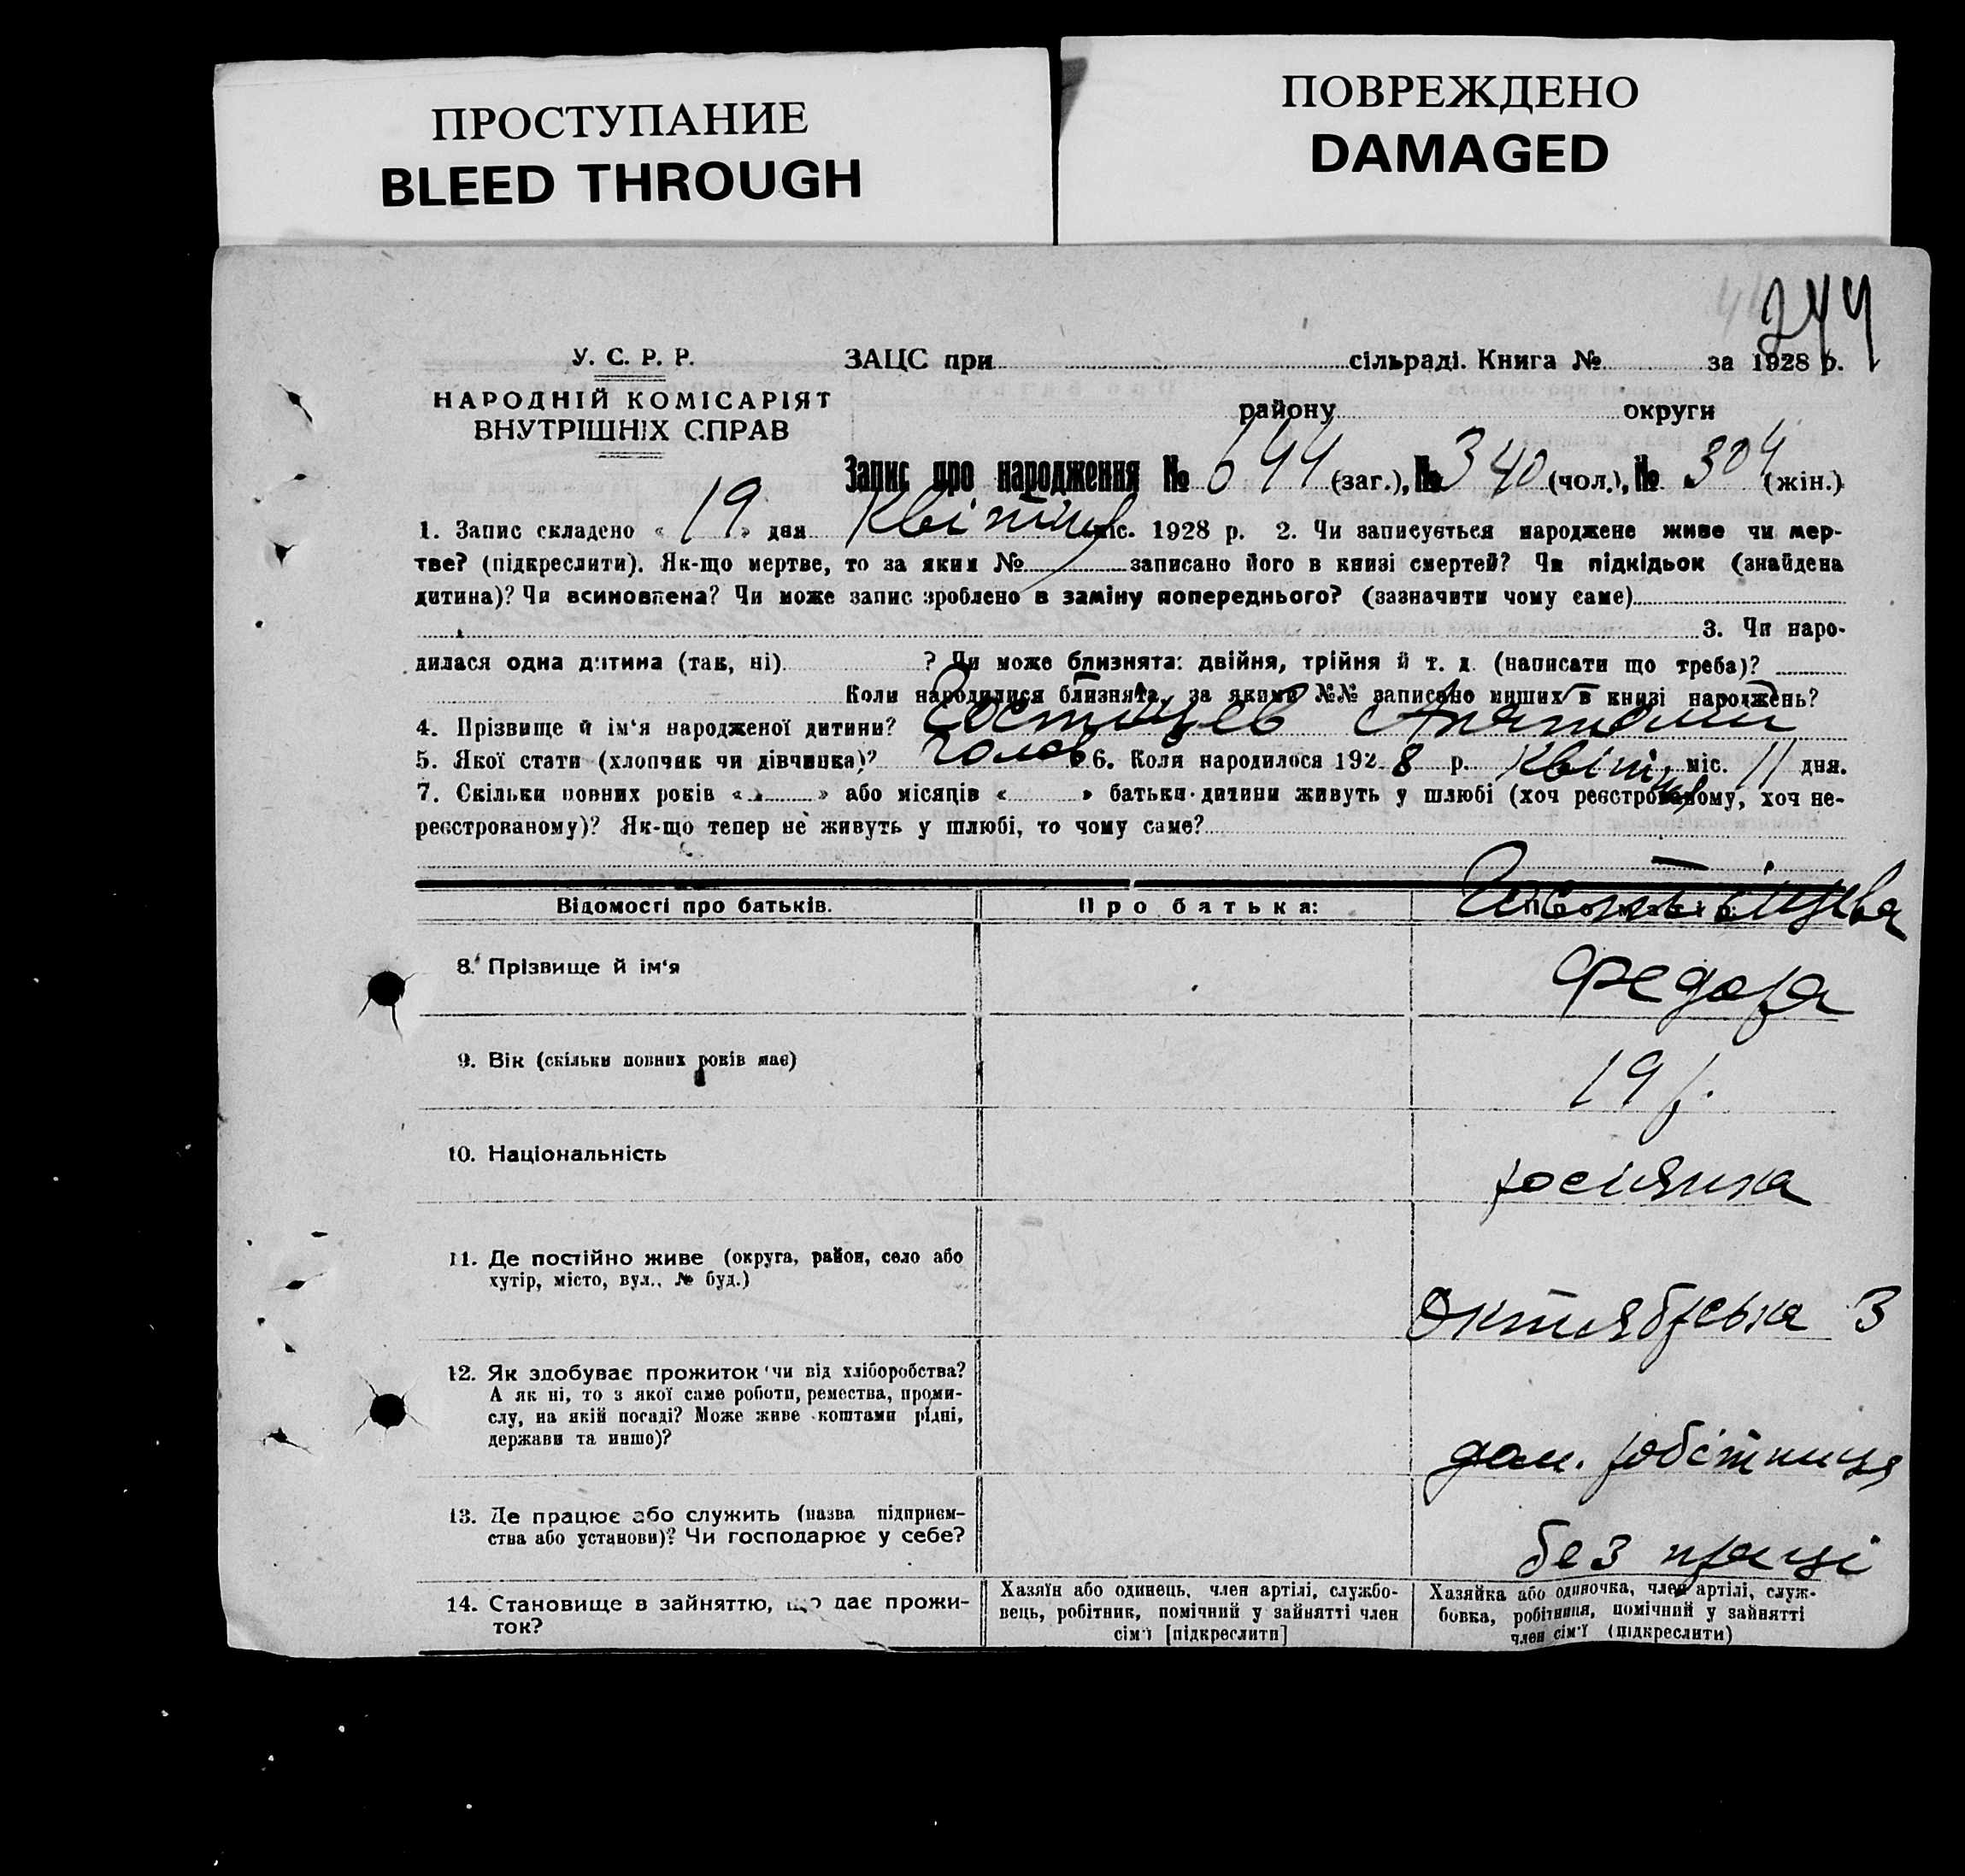 ПРОСТУПАНИЕ
BLEED THROUGH
ПОВРЕЖДЕНО
DAMAGED
244
У. С. Р. Р.
НАРОДНІЙ КОМІСАРІЯТ
ВНУТРІШНІХ СПРАВ
ЗАЦС при сільраді. Книга № за 1928 р.
району округи
Запис про народження № 644 (заг.), № 340 (чол.), № 304 (жін.)
1. Запис складено « 19 » дня Квітня міс. 1928 р. 2. Чи записується народжене живе чи мер-
тве? (підкреслити). Як-що мертве, то за яким № записано його в книзі смертей? Чи підкідьок (знайдена
дитина)? Чи всиновлена? Чи може запис зроблено в заміну попереднього? (зазначити чому саме)
3. Чи наро-
дилася одна дитина (так, ні) ? Чи може близнята: двійня, трійня й т. д. (написати що треба)?
Коли народилися близнята, за якими №№ записано инших в книзі народжень?
4. Прізвище й ім'я народженої дитини? Анатолий
5. Якої стати (хлопчик чи дівчинка)? чолов 6. Коли народилося 1928 р. Квітня міс. 11 дня.
7. Скільки повних років « » або місяців « » батьки дитини живуть у шлюбі (хоч реєстрованому, хоч не-
реєстрованому)? Як-що тепер не живуть у шлюбі, то чому саме?
Відомості про батьків. Про батька:
8. Прізвище й ім'я Федора
9. Вік (скільки повних років має) 19 р.
10. Національність росіянка
11. Де постійно живе (округа, район, село або
хутір, місто, вул., № буд.) Октябрська 3
12. Як здобуває прожиток чи від хліборобства?
А як ні, то з якої саме роботи, ремества, проми-
слу, на якій посаді? Може живе коштами рідні,
держави та инше)? дом. робітниця
13. Де працює або служить (назва підприєм-
ства або установи)? Чи господарює у себе? без праці
14. Становище в зайняттю, що дає прожи-
ток?
Хазяїн або одинець, член артілі, службо-
вець, робітник, помічний у зайнятті член
сім'ї [підкреслити]
Хазяйка або одиночка, член артілі, служ-
бовка, робітниця, помічний у зайнятті
член сім'ї (підкреслити)